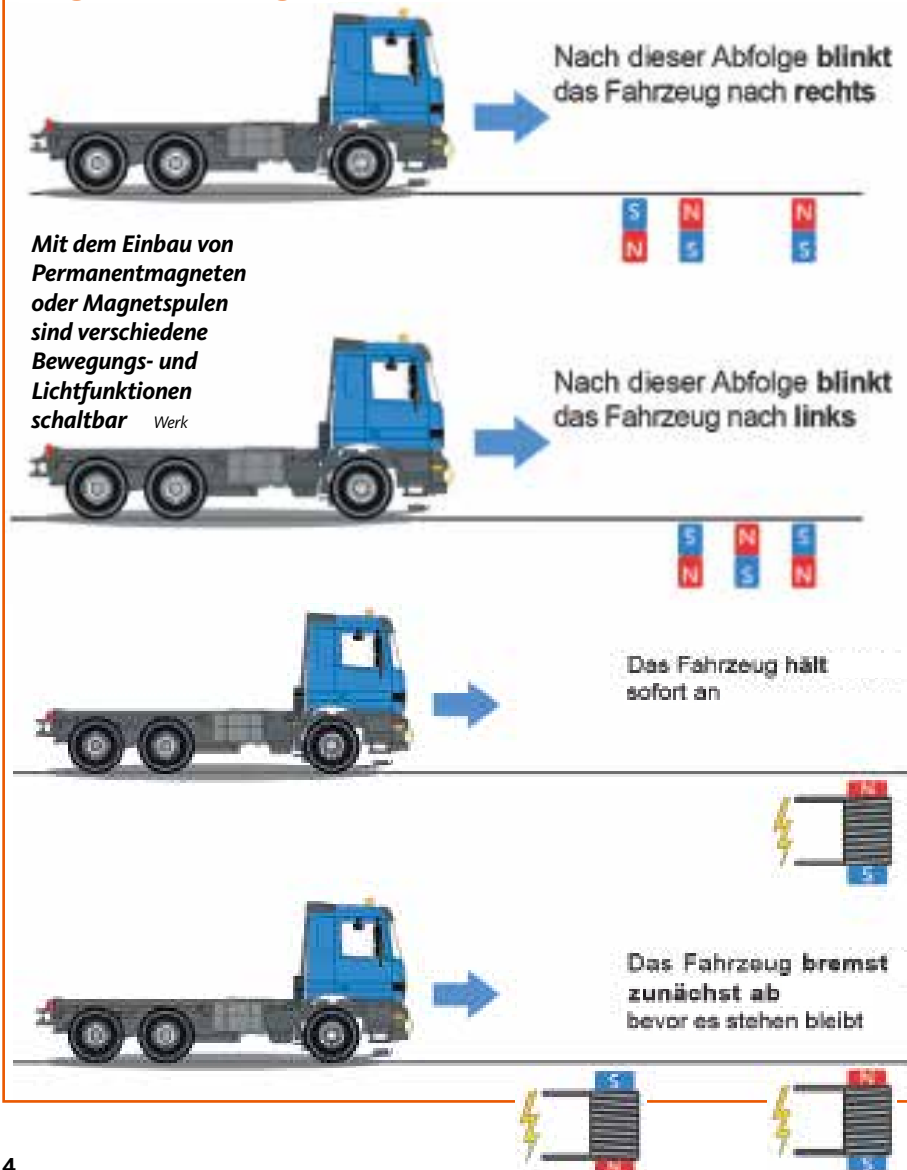 Nach dieser Abfolge blinkt
das Fahrzeug nach rechts
S N N
N S S
Mit dem Einbau von
Permanentmagneten
oder Magnetspulen
sind verschiedene
Bewegungs- und
Lichtfunktionen
schaltbar Werk
Nach dieser Abfolge blinkt
das Fahrzeug nach links
S N S
N S N
Das Fahrzeug hält
sofort an
N
S
Das Fahrzeug bremst
zunächst ab
bevor es stehen bleibt
S N
N S
4